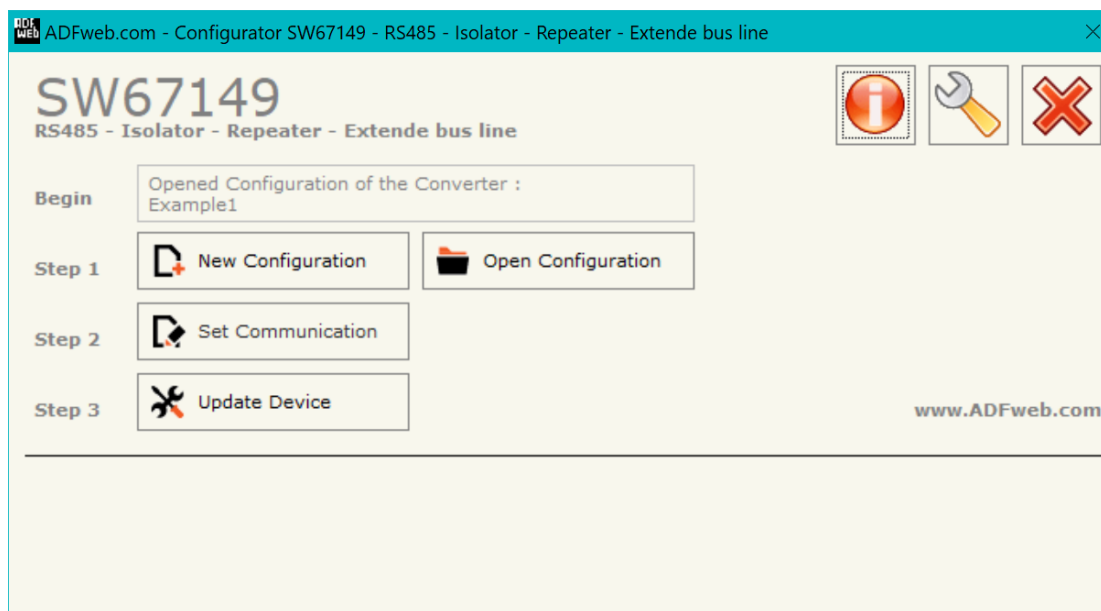 ADF
WEB
ADFweb.com - Configurator SW67149 - RS485 - Isolator - Repeater - Extende bus line
SW67149
RS485 - Isolator - Repeater - Extende bus line
Begin
Opened Configuration of the Converter :
Example1
Step 1
New Configuration
Open Configuration
Step 2
Set Communication
Step 3
Update Device
www.ADFweb.com